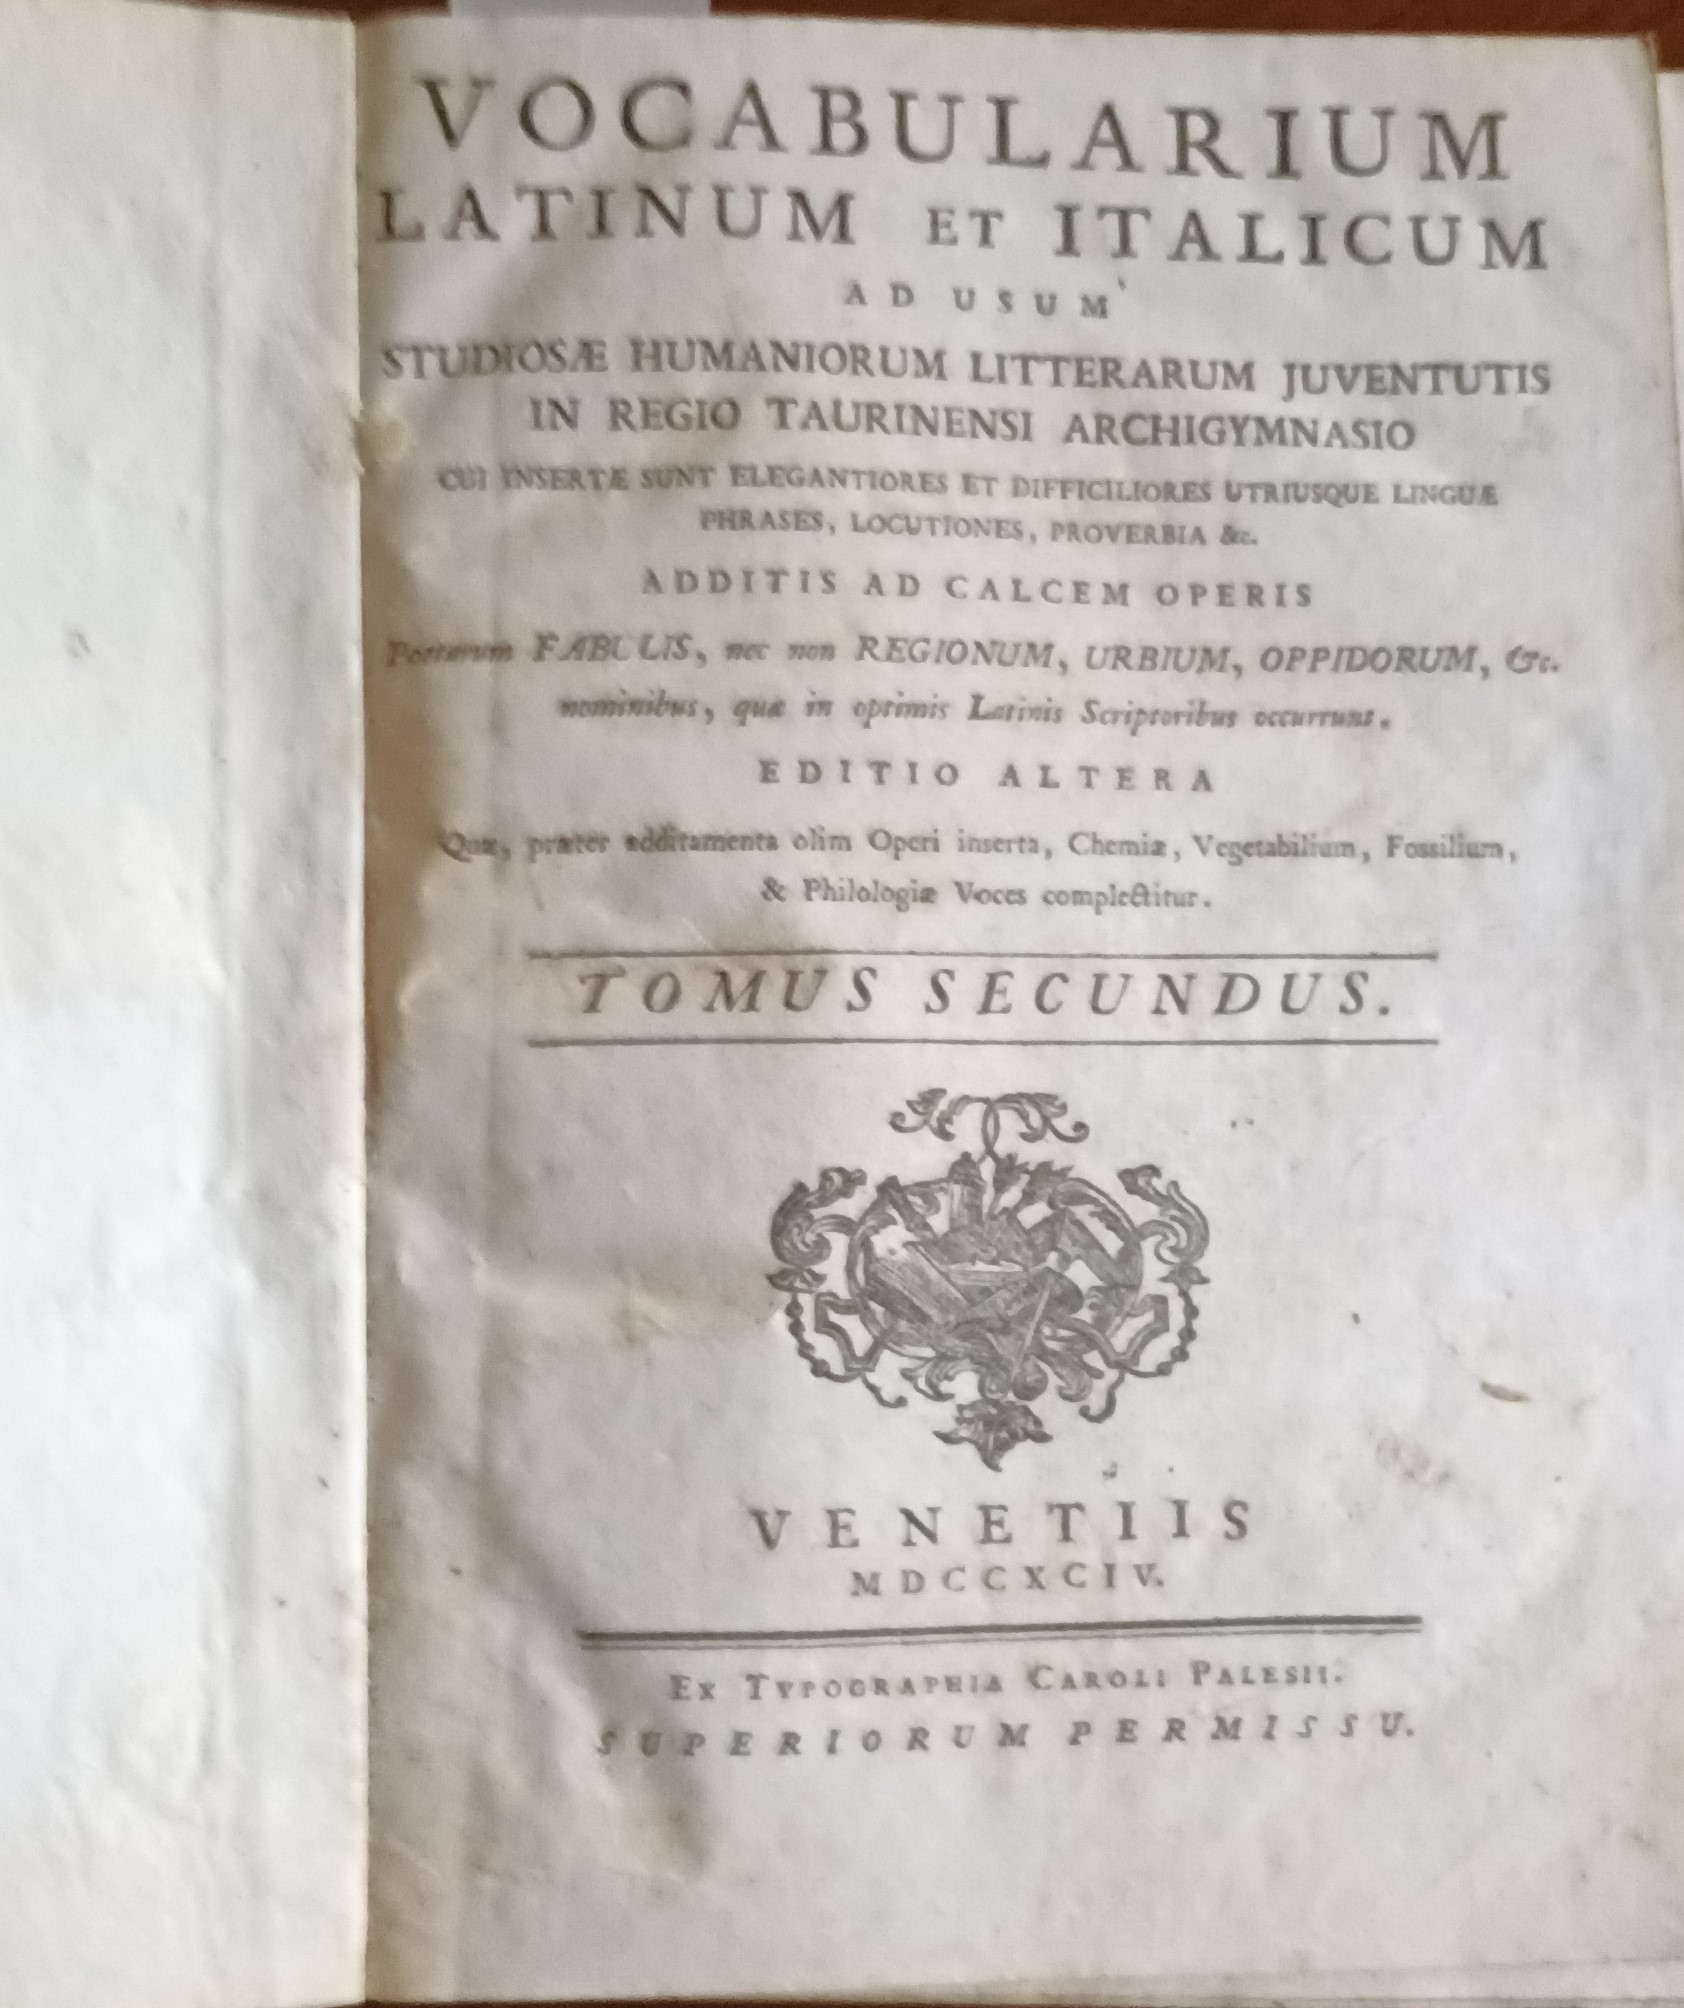 VOCABULARIUM
LATINUM ET ITALICUM
AD USUM
STUDIOSÆ HUMANIORUM LITTERARUM JUVENTUTIS
IN REGIO TAURINENSI ARCHIGYMNASIO
CUI INSERTÆ SUNT ELEGANTIORES ET DIFFICILIORES UTRIUSQUE LINGUÆ
PHRASES, LOCUTIONES, PROVERBIA &c.
ADDITIS AD CALCEM OPERIS
Poetarum FABULIS, nec non REGIONUM, URBIUM, OPPIDORUM, &c.
nominibus, quæ in optimis Latinis Scriptoribus occurrunt.
EDITIO ALTERA
Quæ, præter additamenta olim Operi inserta, Chemiæ, Vegetabilium, Fossilium,
& Philologiæ Voces complectitur.
TOMUS SECUNDUS.
VENETIIS
MDCCXCIV.
EX TYPOGRAPHIA CAROLI PALESII.
SUPERIORUM PERMISSU.